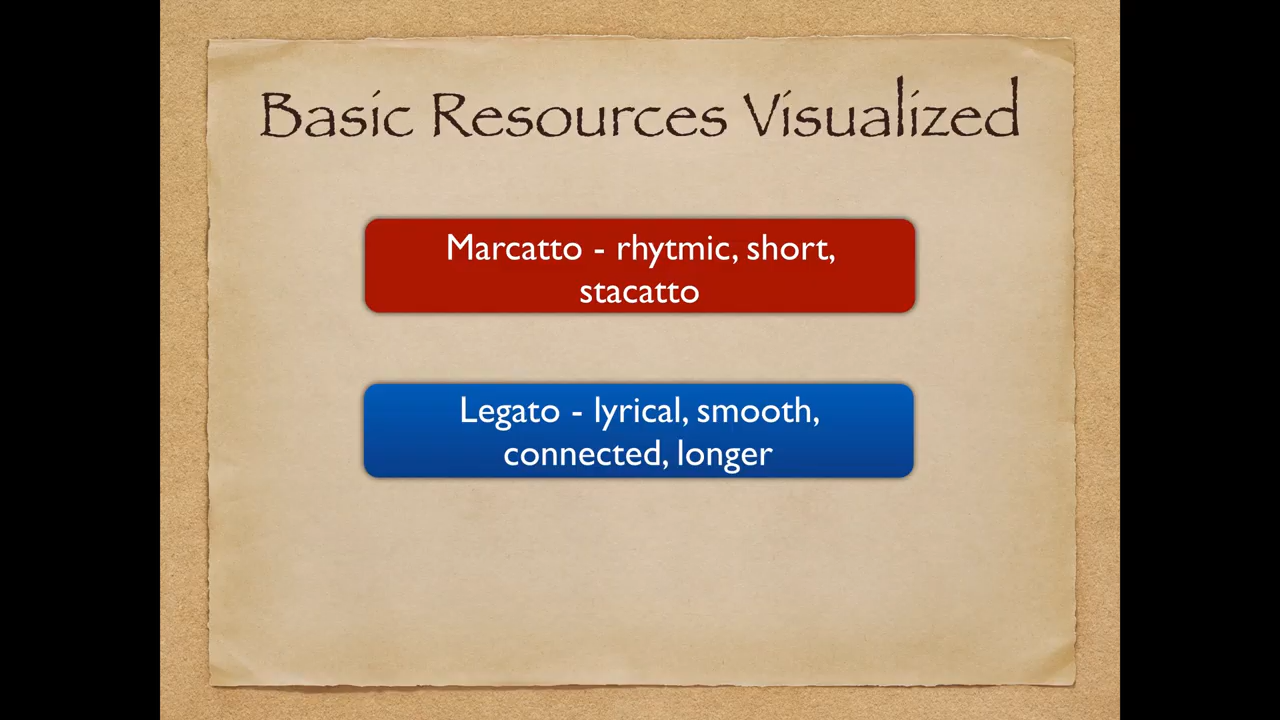 Basic Resources Visualized
Marcatto - rhytmic, short,
stacatto
Legato - lyrical, smooth,
connected, longer